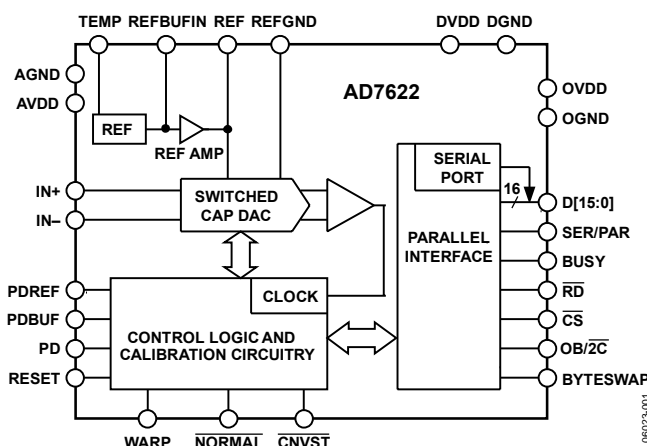 TEMP REFBUFIN REF REFGND DVDD DGND
AGND
AVDD
AD7622
OVDD
OGND
REF
REF AMP
SERIAL
PORT
16
IN+
IN–
SWITCHED
CAP DAC
D[15:0]
PARALLEL
INTERFACE
SER/PAR
BUSY
RD
CS
OB/2C
BYTESWAP
PDREF
PDBUF
PD
RESET
CLOCK
CONTROL LOGIC AND
CALIBRATION CIRCUITRY
WARP NORMAL CNVST
06023-001